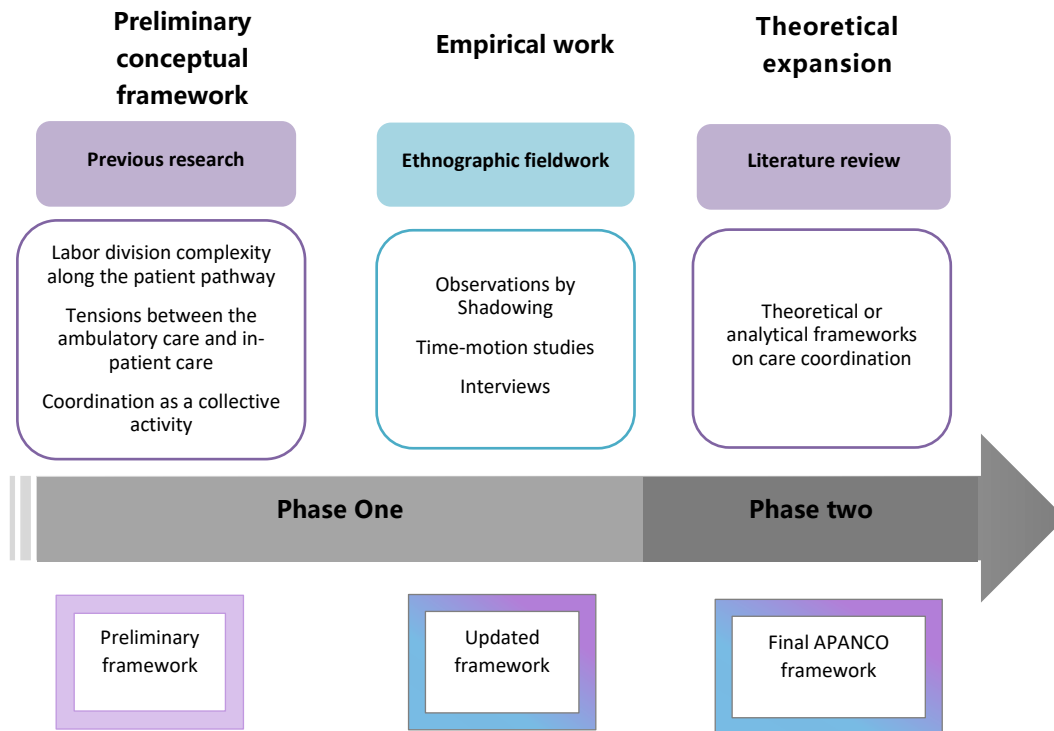 Preliminary
conceptual
framework
Empirical work
Theoretical
expansion
Previous research
Ethnographic fieldwork
Literature review
Labor division complexity
along the patient pathway
Tensions between the
ambulatory care and in-
patient care
Coordination as a collective
activity
Observations by
Shadowing
Time-motion studies
Interviews
Theoretical or
analytical frameworks
on care coordination
Phase One
Phase two
Preliminary
framework
Updated
framework
Final APANCO
framework